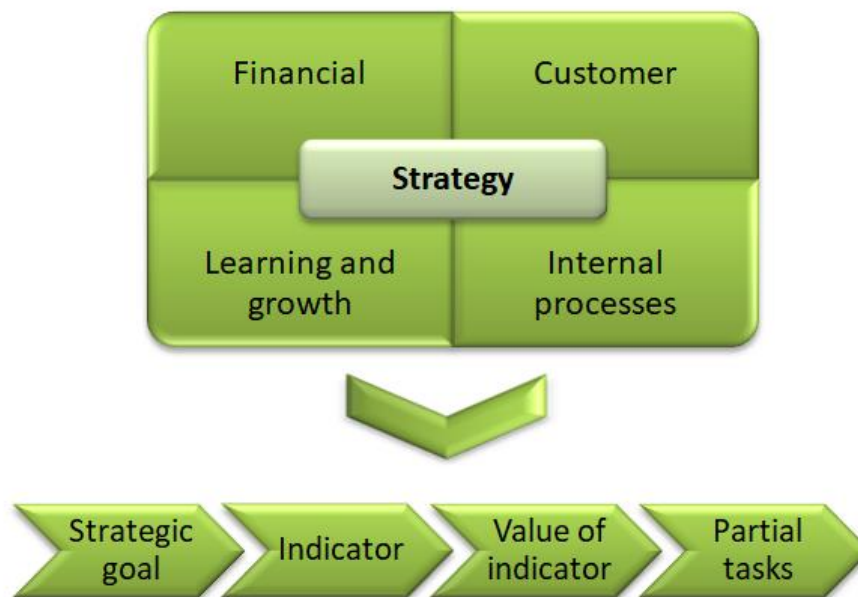 Financial
Customer
Strategy
Learning and
growth
Internal
processes
Strategic
goal
Indicator
Value of
indicator
Partial
tasks